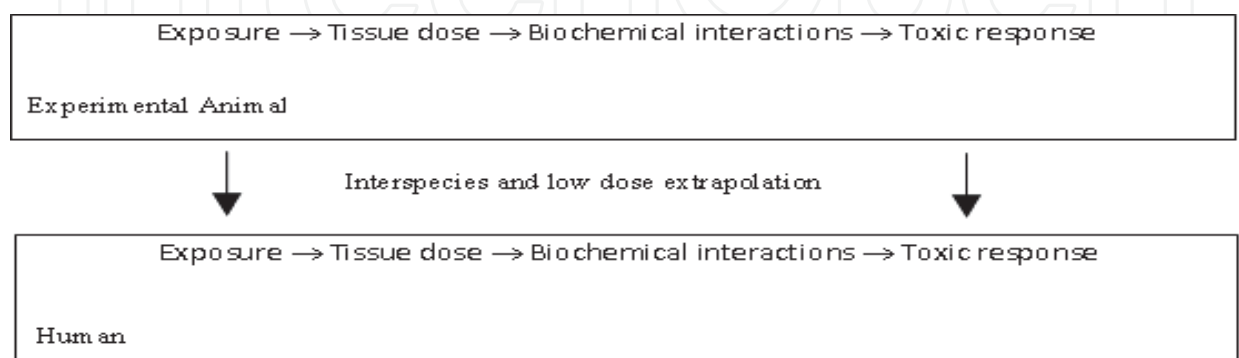 Exposure → Tissue dose → Biochemical interactions → Toxic response
Experimental Animal
Interspecies and low dose extrapolation
Exposure → Tissue dose → Biochemical interactions → Toxic response
Human